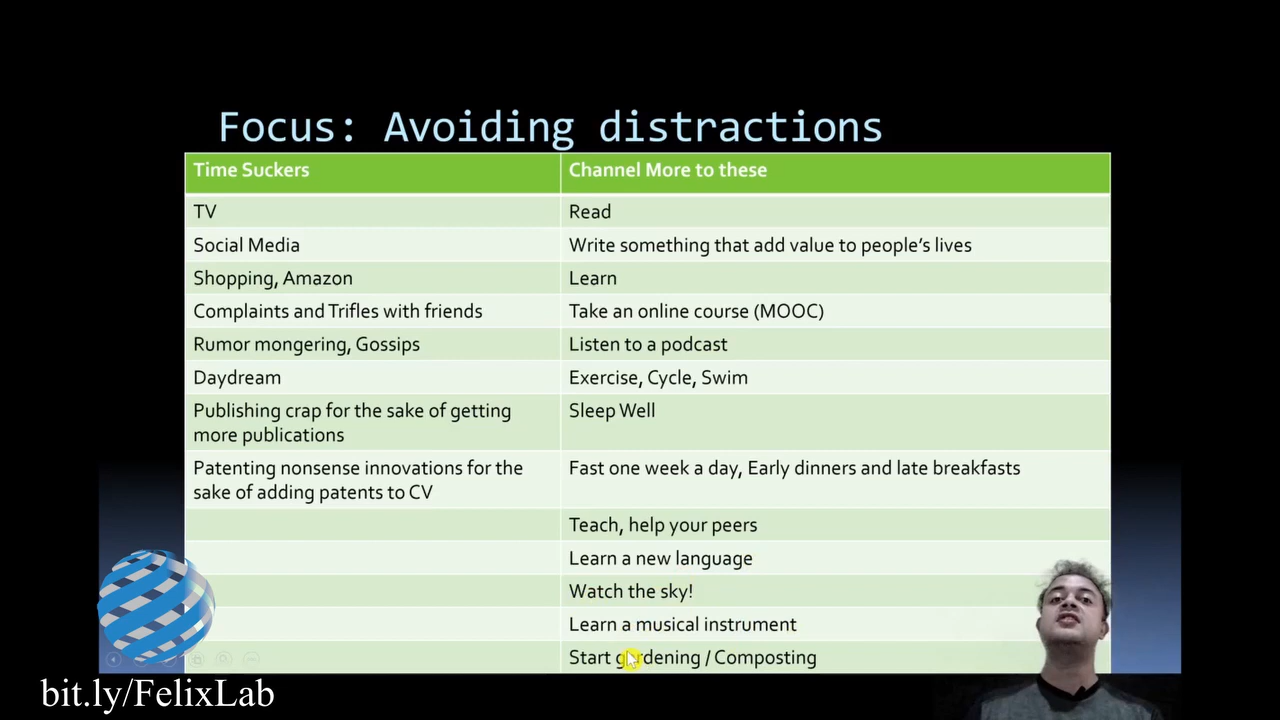 Focus: Avoiding distractions
Time Suckers
Channel More to these
TV
Read
Social Media
Write something that add value to people's lives
Shopping, Amazon
Learn
Complaints and Trifles with friends
Take an online course (MOOC)
Rumor mongering, Gossips
Listen to a podcast
Daydream
Exercise, Cycle, Swim
Publishing crap for the sake of getting
more publications
Sleep Well
Patenting nonsense innovations for the
sake of adding patents to CV
Fast one week a day, Early dinners and late breakfasts
Teach, help your peers
Learn a new language
Watch the sky!
Learn a musical instrument
Start gardening / Composting
bit.ly/FelixLab